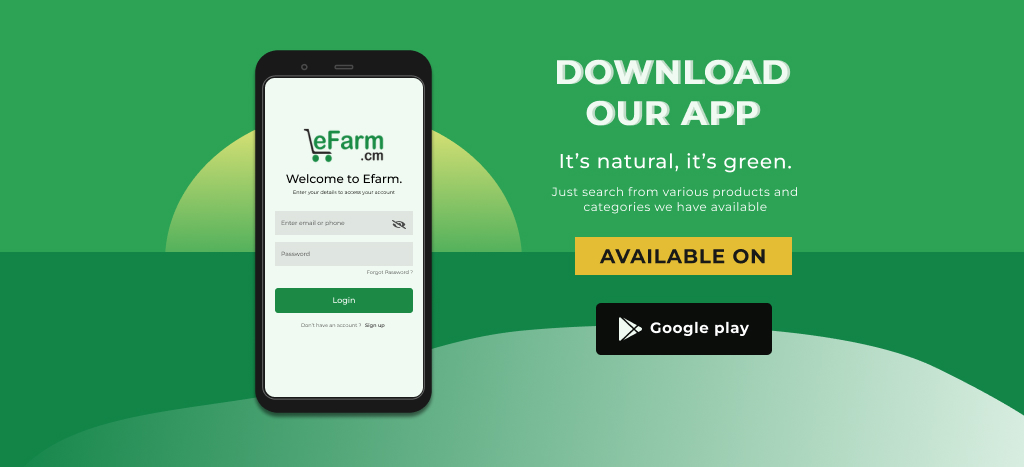 eFarm
.cm
Welcome to Efarm.
Enter your details to access your account
Enter email or phone
Password
Forgot Password ?
Login
Don't have an account ? Sign up
DOWNLOAD
OUR APP
It's natural, it's green.
Just search from various products and
categories we have available
AVAILABLE ON
Google play